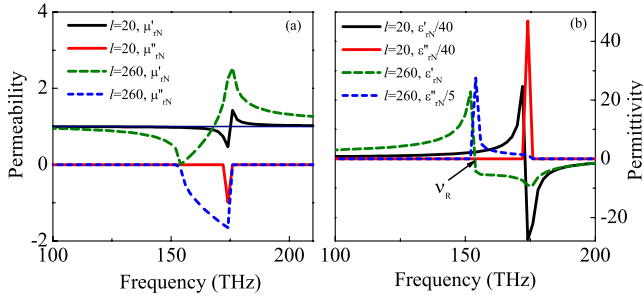 4
2
0
-2
Permeability
(a)
l=20, μ'rN
l=20, μ''rN
l=260, μ'rN
l=260, μ''rN
100 150 200
Frequency (THz)
(b)
l=20, ε'rN/40
l=20, ε''rN/40
l=260, ε'rN
l=260, ε''rN/5
νR
40
20
0
-20
Permittivity
100 150 200
Frequency (THz)